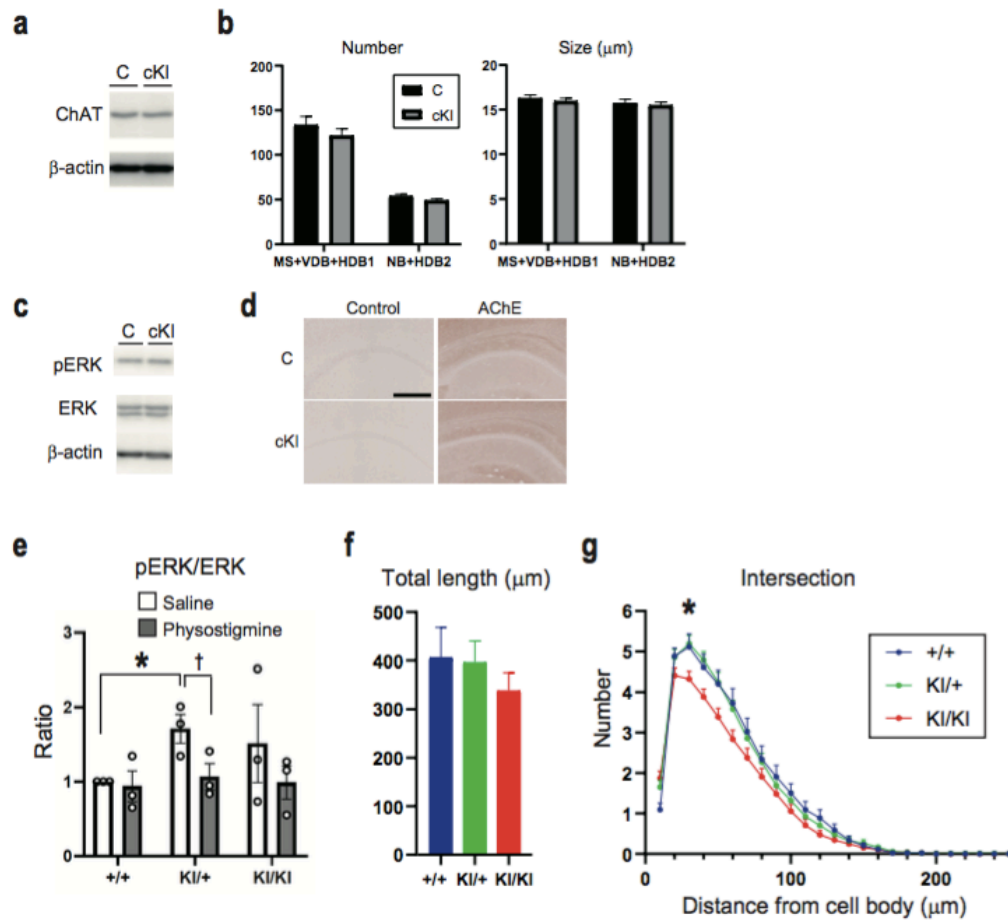 a
C cKI
ChAT
β-actin
b
Number
200
150
100
50
0
C
cKI
MS+VDB+HDB1 NB+HDB2
Size (μm)
20
15
10
5
0
MS+VDB+HDB1 NB+HDB2
c
C cKI
pERK
ERK
β-actin
d
Control AChE
C
cKI
e
pERK/ERK
Saline
Physostigmine
Ratio
3
2
1
0
* †
+/+ KI/+ KI/KI
f
Total length (μm)
500
400
300
200
100
0
+/+ KI/+ KI/KI
g
Intersection
Number
6
5
4
3
2
1
0
*
+/+
KI/+
KI/KI
0 100 200
Distance from cell body (μm)